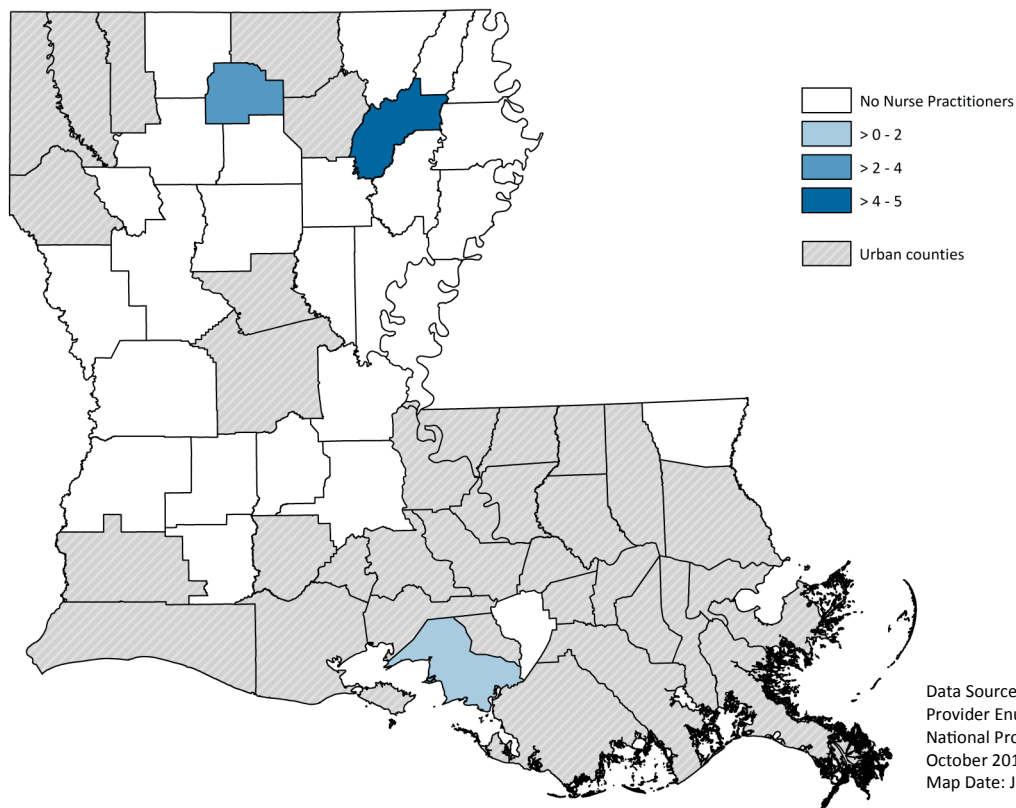 No Nurse Practitioners
> 0 - 2
> 2 - 4
> 4 - 5
Urban counties
Data Source
Provider
National
October
Map Date: